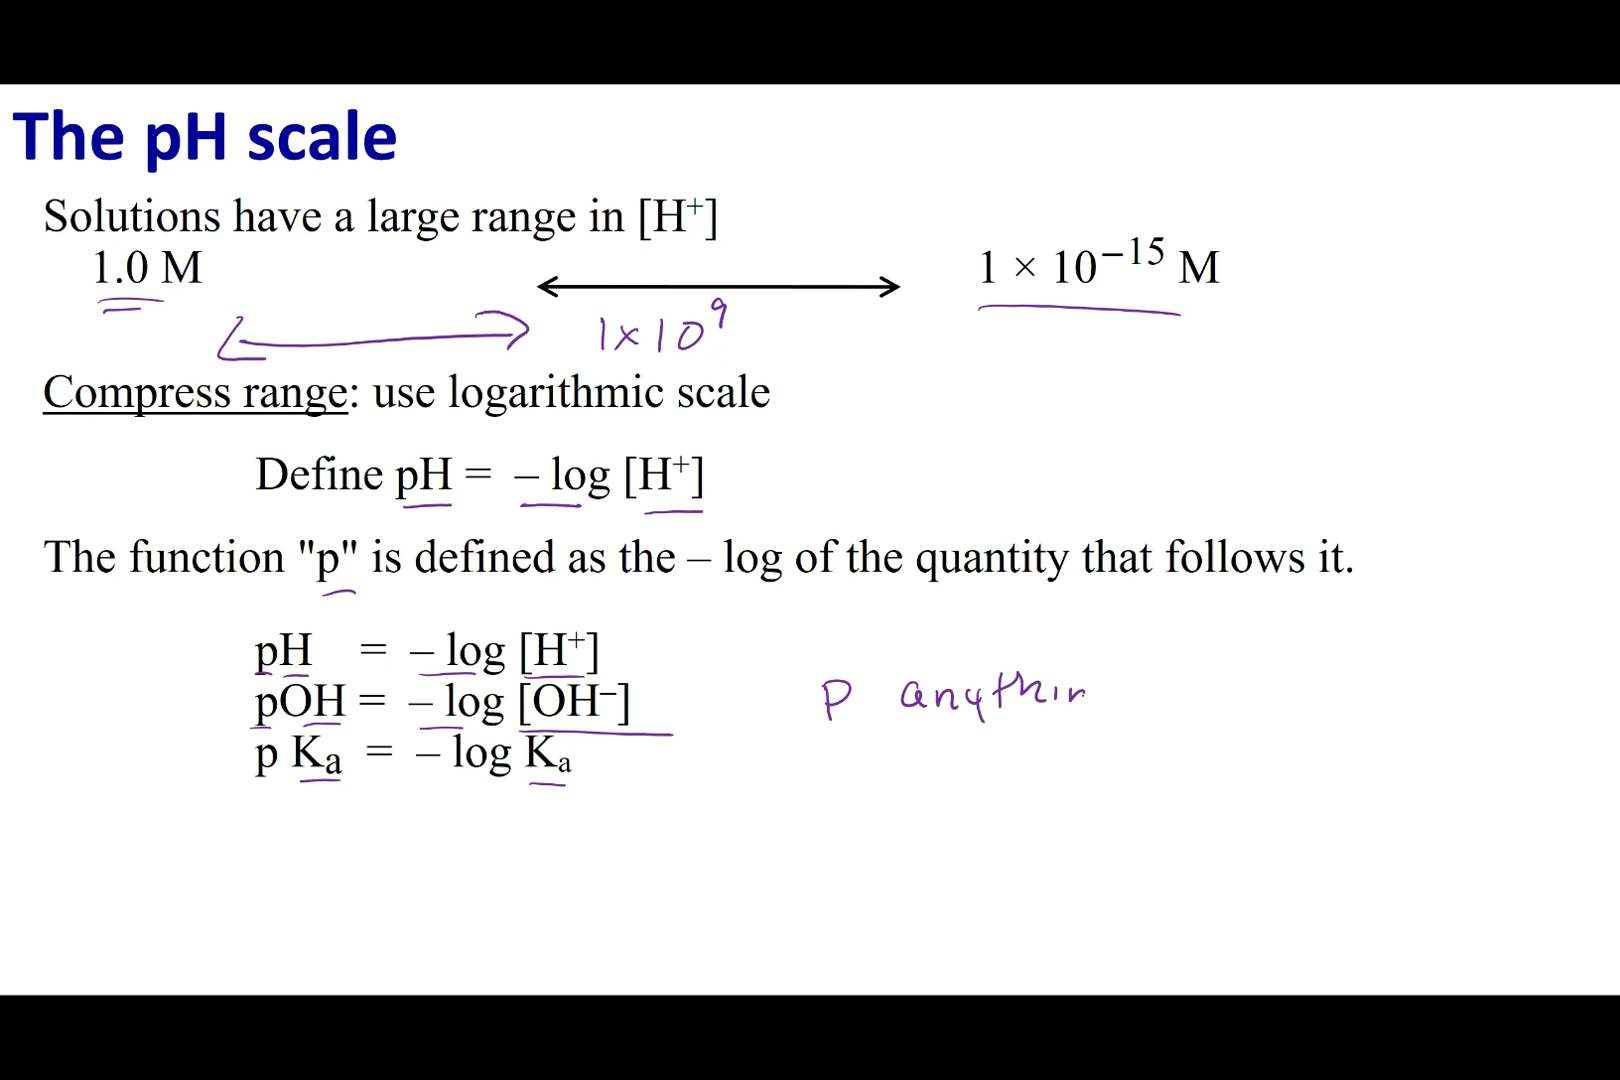 The pH scale
Solutions have a large range in [H⁺]
1.0 M 1 × 10⁻¹⁵ M
1 x 10⁹
Compress range: use logarithmic scale
Define pH = – log [H⁺]
The function "p" is defined as the – log of the quantity that follows it.
pH = – log [H⁺]
pOH = – log [OH⁻] P anythin
p Kₐ = – log Kₐ